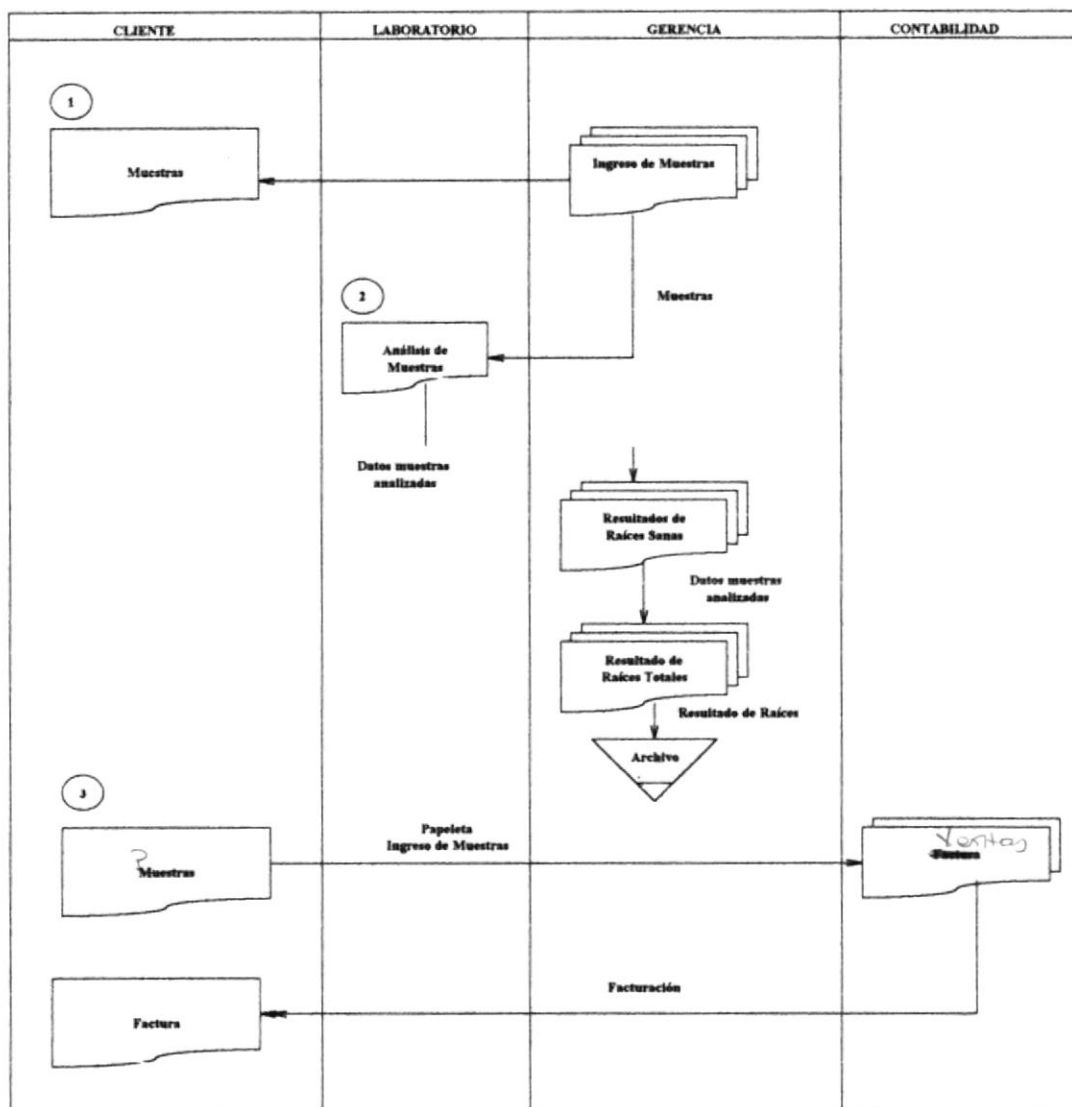 CLIENTE
LABORATORIO
GERENCIA
CONTABILIDAD
1
Muestras
Ingreso de Muestras
Muestras
2
Análisis de
Muestras
Datos muestras
analizadas
Resultados de
Raíces Sanas
Datos muestras
analizadas
Resultado de
Raíces Totales
Resultado de Raíces
Archivo
3
Papeleta
Ingreso de Muestras
?
Muestras
Ventas
Factura
Facturación
Factura